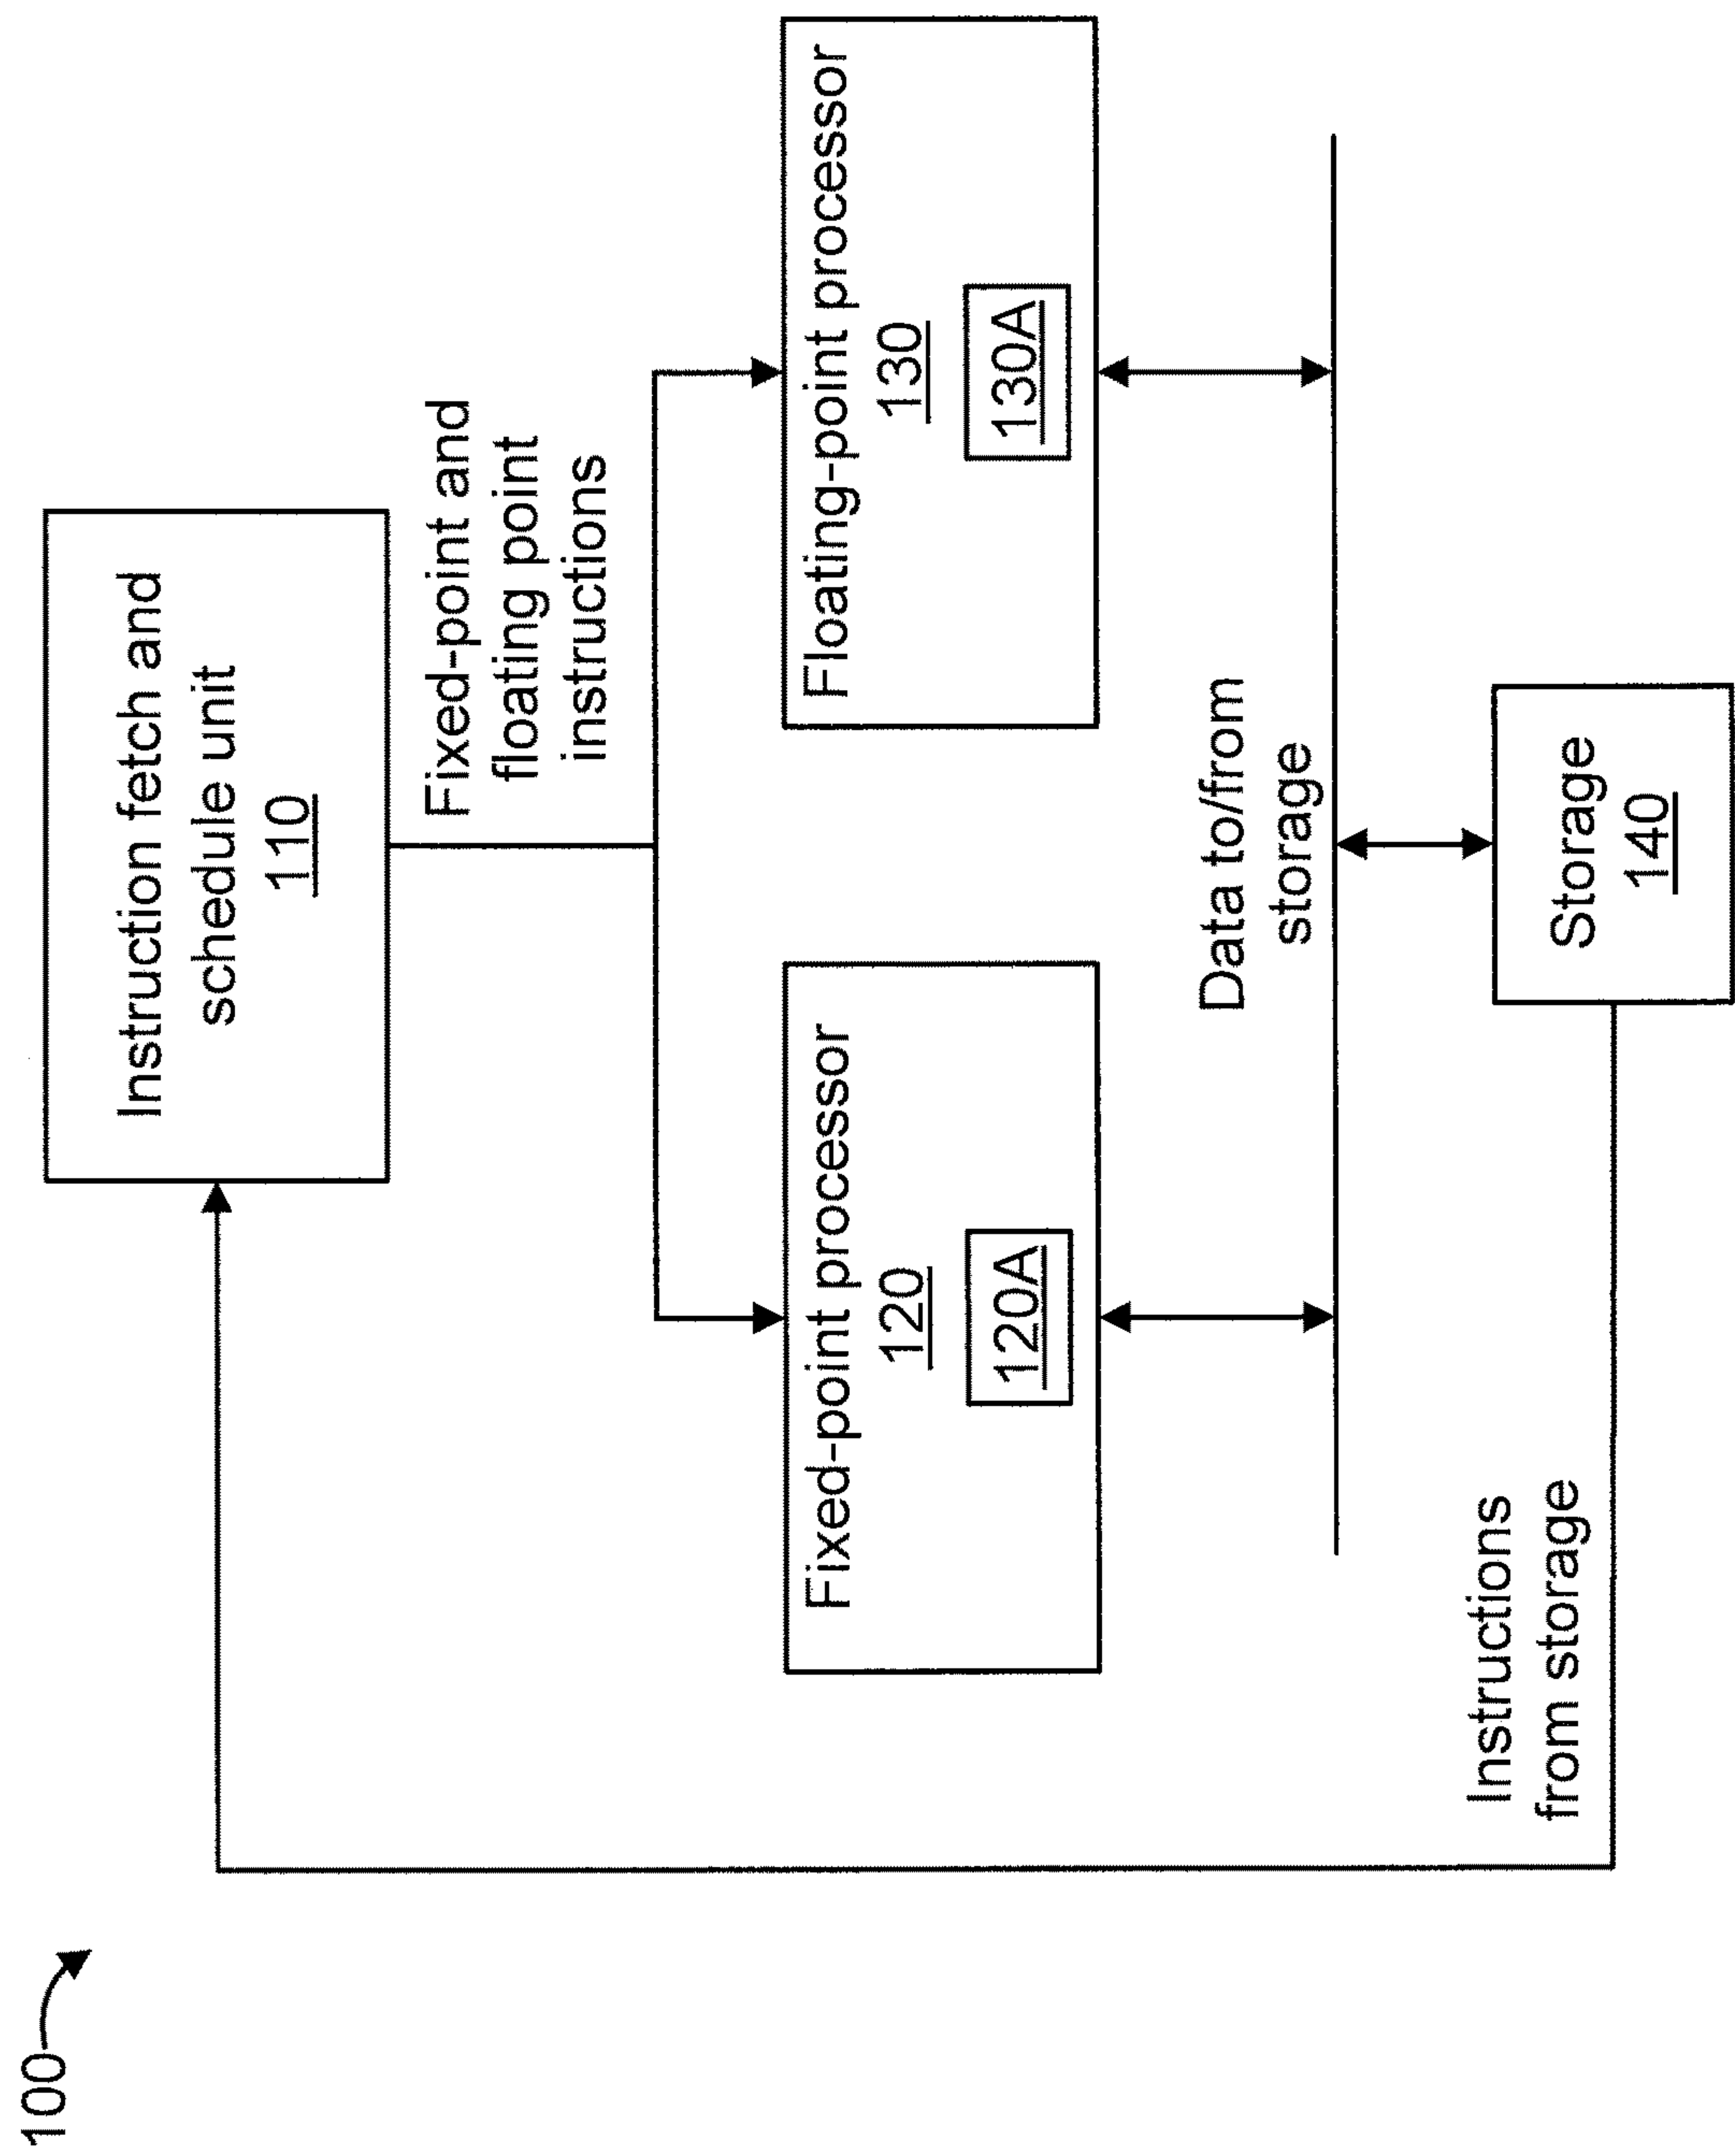 100
Instruction fetch and
schedule unit
110
Fixed-point and
floating point
instructions
Fixed-point processor
120
120A
Floating-point processor
130
130A
Data to/from
storage
Instructions
from storage
Storage
140